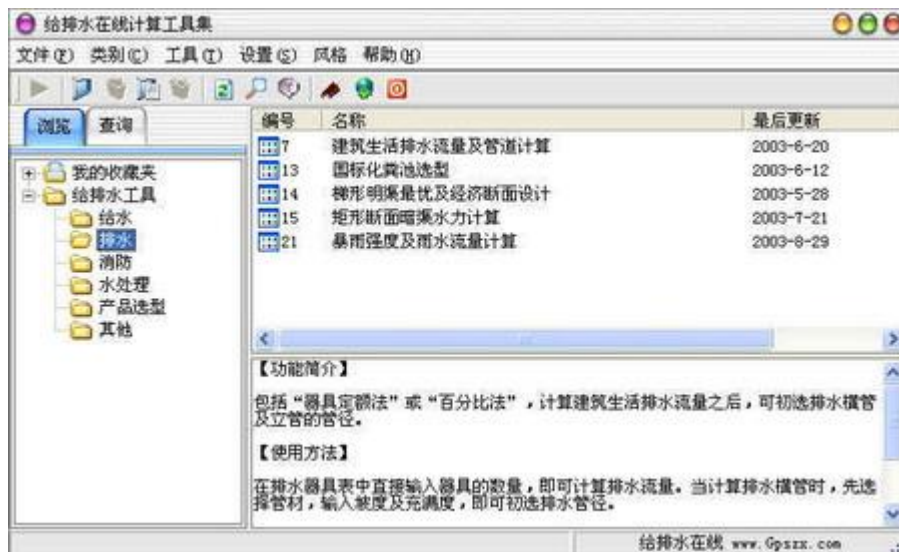 给排水在线计算工具集
文件(F) 类别(C) 工具(T) 设置(S) 风格 帮助(H)
浏览 查询
编号 名称 最后更新
7 建筑生活排水流量及管道计算 2003-6-20
13 国标化粪池选型 2003-6-12
14 梯形明渠最优及经济断面设计 2003-5-28
15 矩形断面暗渠水力计算 2003-7-21
21 暴雨强度及雨水流量计算 2003-8-29
我的收藏夹
给排水工具
给水
排水
消防
水处理
产品选型
其他
【功能简介】
包括“器具定额法”或“百分比法”，计算建筑生活排水流量之后，可初选排水横管
及立管的管径。
【使用方法】
在排水器具表中直接输入器具的数量，即可计算排水流量。当计算排水横管时，先选
择管材，输入坡度及充满度，即可初选排水管径。
给排水在线 www.Gpszx.com